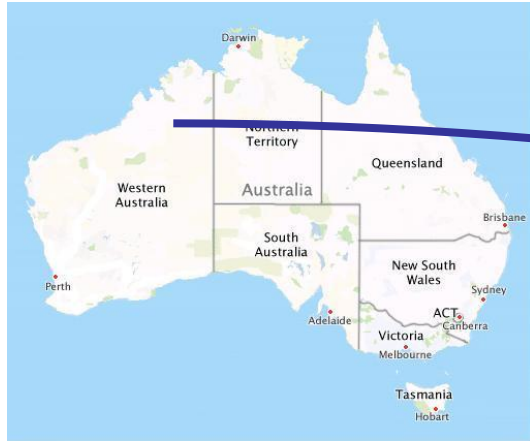 Darwin
Northern
Territory
Queensland
Western
Australia
Australia
Brisbane
South
Australia
New South
Wales
Perth
Sydney
Adelaide
ACT
Canberra
Victoria
Melbourne
Tasmania
Hobart